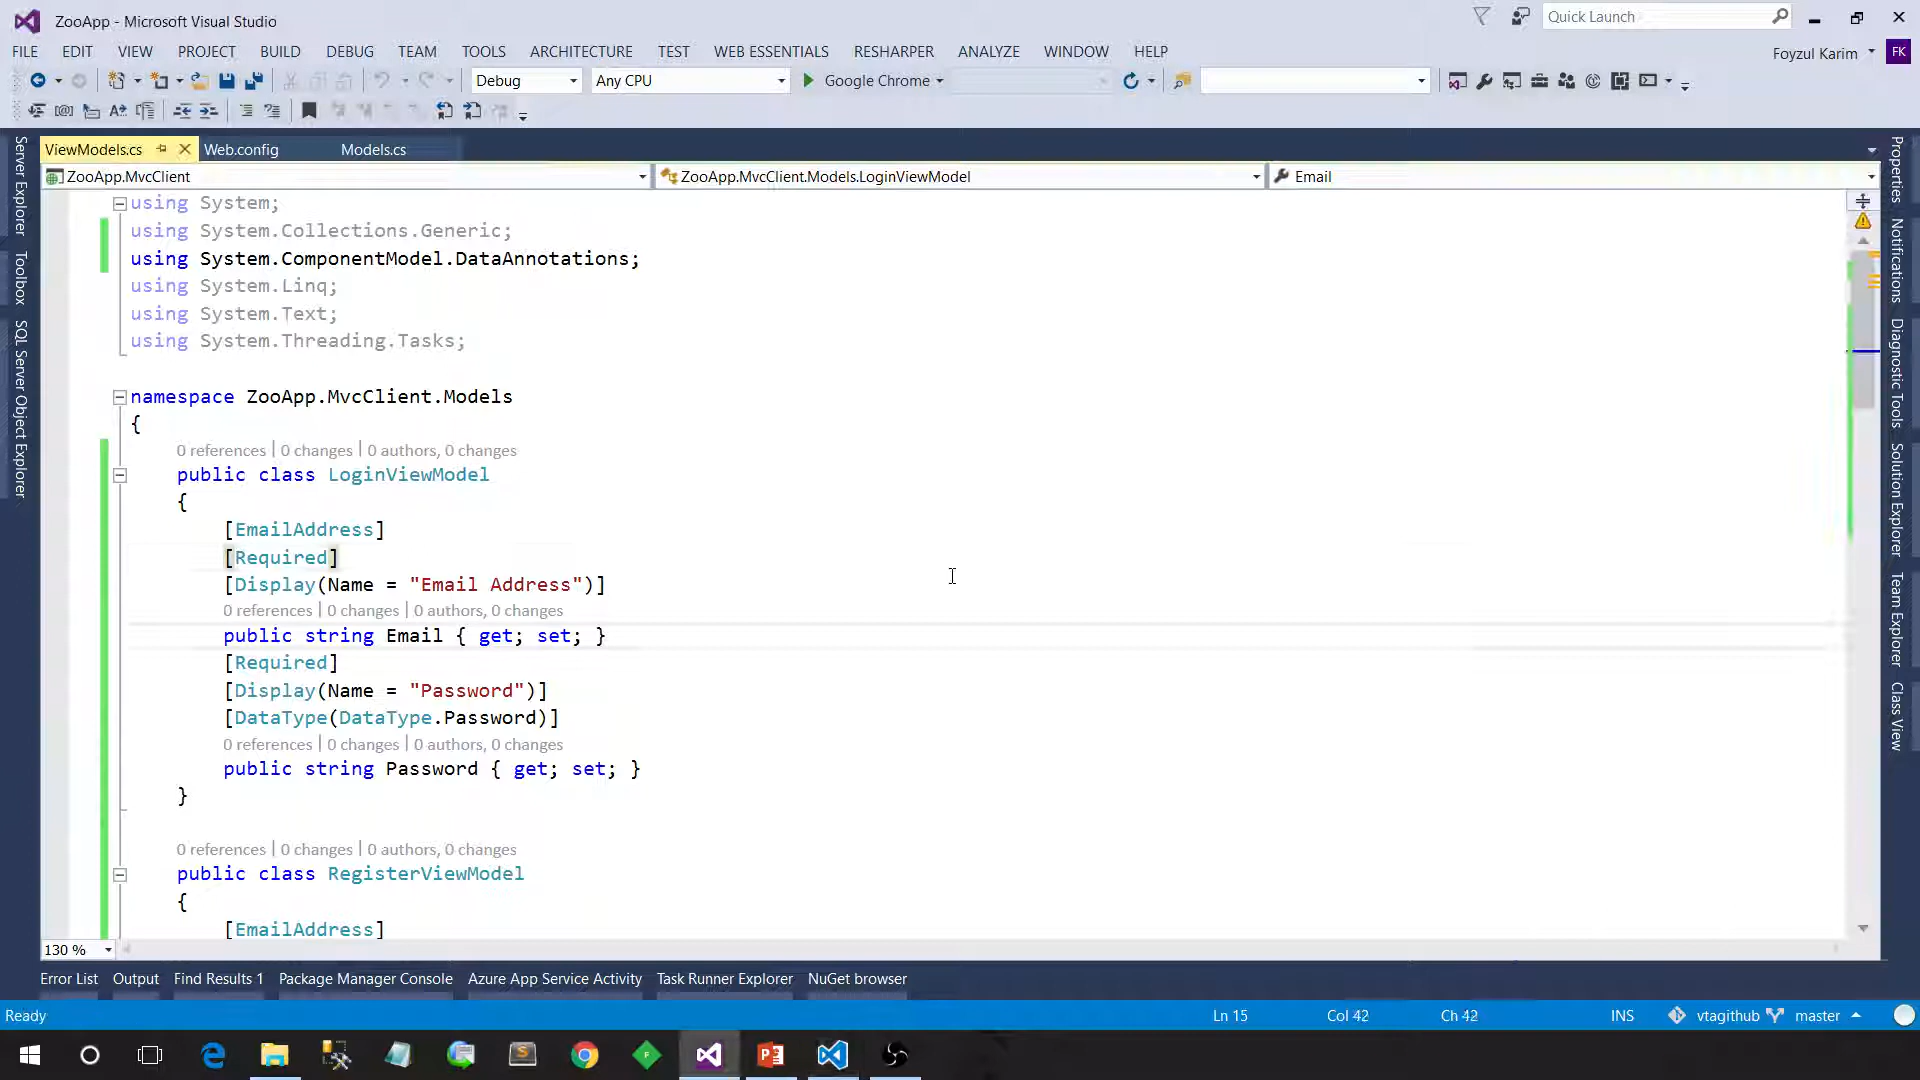 ZooApp - Microsoft Visual Studio
Quick Launch
FILE EDIT VIEW PROJECT BUILD DEBUG TEAM TOOLS ARCHITECTURE TEST WEB ESSENTIALS RESHARPER ANALYZE WINDOW HELP
Foyzul Karim FK
Debug Any CPU Google Chrome
ViewModels.cs Web.config Models.cs
ZooApp.MvcClient ZooApp.MvcClient.Models.LoginViewModel Email
using System;
using System.Collections.Generic;
using System.ComponentModel.DataAnnotations;
using System.Linq;
using System.Text;
using System.Threading.Tasks;
namespace ZooApp.MvcClient.Models
{
0 references | 0 changes | 0 authors, 0 changes
public class LoginViewModel
{
[EmailAddress]
[Required]
[Display(Name = "Email Address")]
0 references | 0 changes | 0 authors, 0 changes
public string Email { get; set; }
[Required]
[Display(Name = "Password")]
[DataType(DataType.Password)]
0 references | 0 changes | 0 authors, 0 changes
public string Password { get; set; }
}
0 references | 0 changes | 0 authors, 0 changes
public class RegisterViewModel
{
[EmailAddress]
130 %
Server Explorer
Toolbox
SQL Server Object Explorer
Properties
Notifications
Diagnostic Tools
Solution Explorer
Team Explorer
Class View
Error List Output Find Results 1 Package Manager Console Azure App Service Activity Task Runner Explorer NuGet browser
Ready Ln 15 Col 42 Ch 42 INS vtagithub master